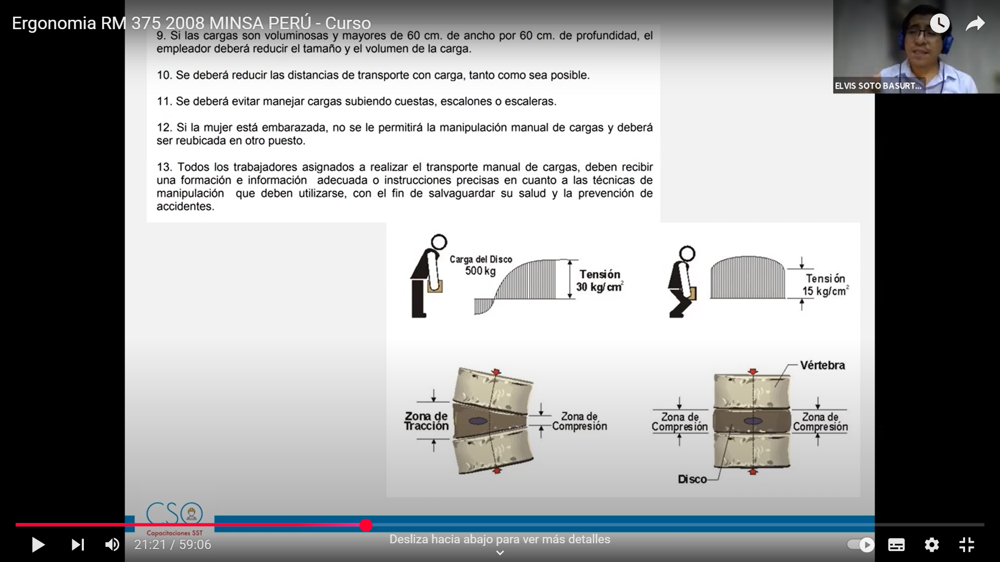 Ergonomia RM 375 2008 MINSA PERÚ - Curso
9. Si las cargas son voluminosas y mayores de 60 cm. de ancho por 60 cm. de profundidad, el
empleador deberá reducir el tamaño y el volumen de la carga.
10. Se deberá reducir las distancias de transporte con carga, tanto como sea posible.
11. Se deberá evitar manejar cargas subiendo cuestas, escalones o escaleras.
12. Si la mujer está embarazada, no se le permitirá la manipulación manual de cargas y deberá
ser reubicada en otro puesto.
13. Todos los trabajadores asignados a realizar el transporte manual de cargas, deben recibir
una formación e información adecuada o instrucciones precisas en cuanto a las técnicas de
manipulación que deben utilizarse, con el fin de salvaguardar su salud y la prevención de
accidentes.
ELVIS SOTO BASURT...
Carga del Disco
500 kg
Tensión
30 kg/cm²
Tensión
15 kg/cm²
Zona de
Tracción
Zona de
Compresión
Vértebra
Zona de
Compresión
Zona de
Compresión
Disco
CSO
Capacitaciones SST
21:21 / 59:06
Desliza hacia abajo para ver más detalles